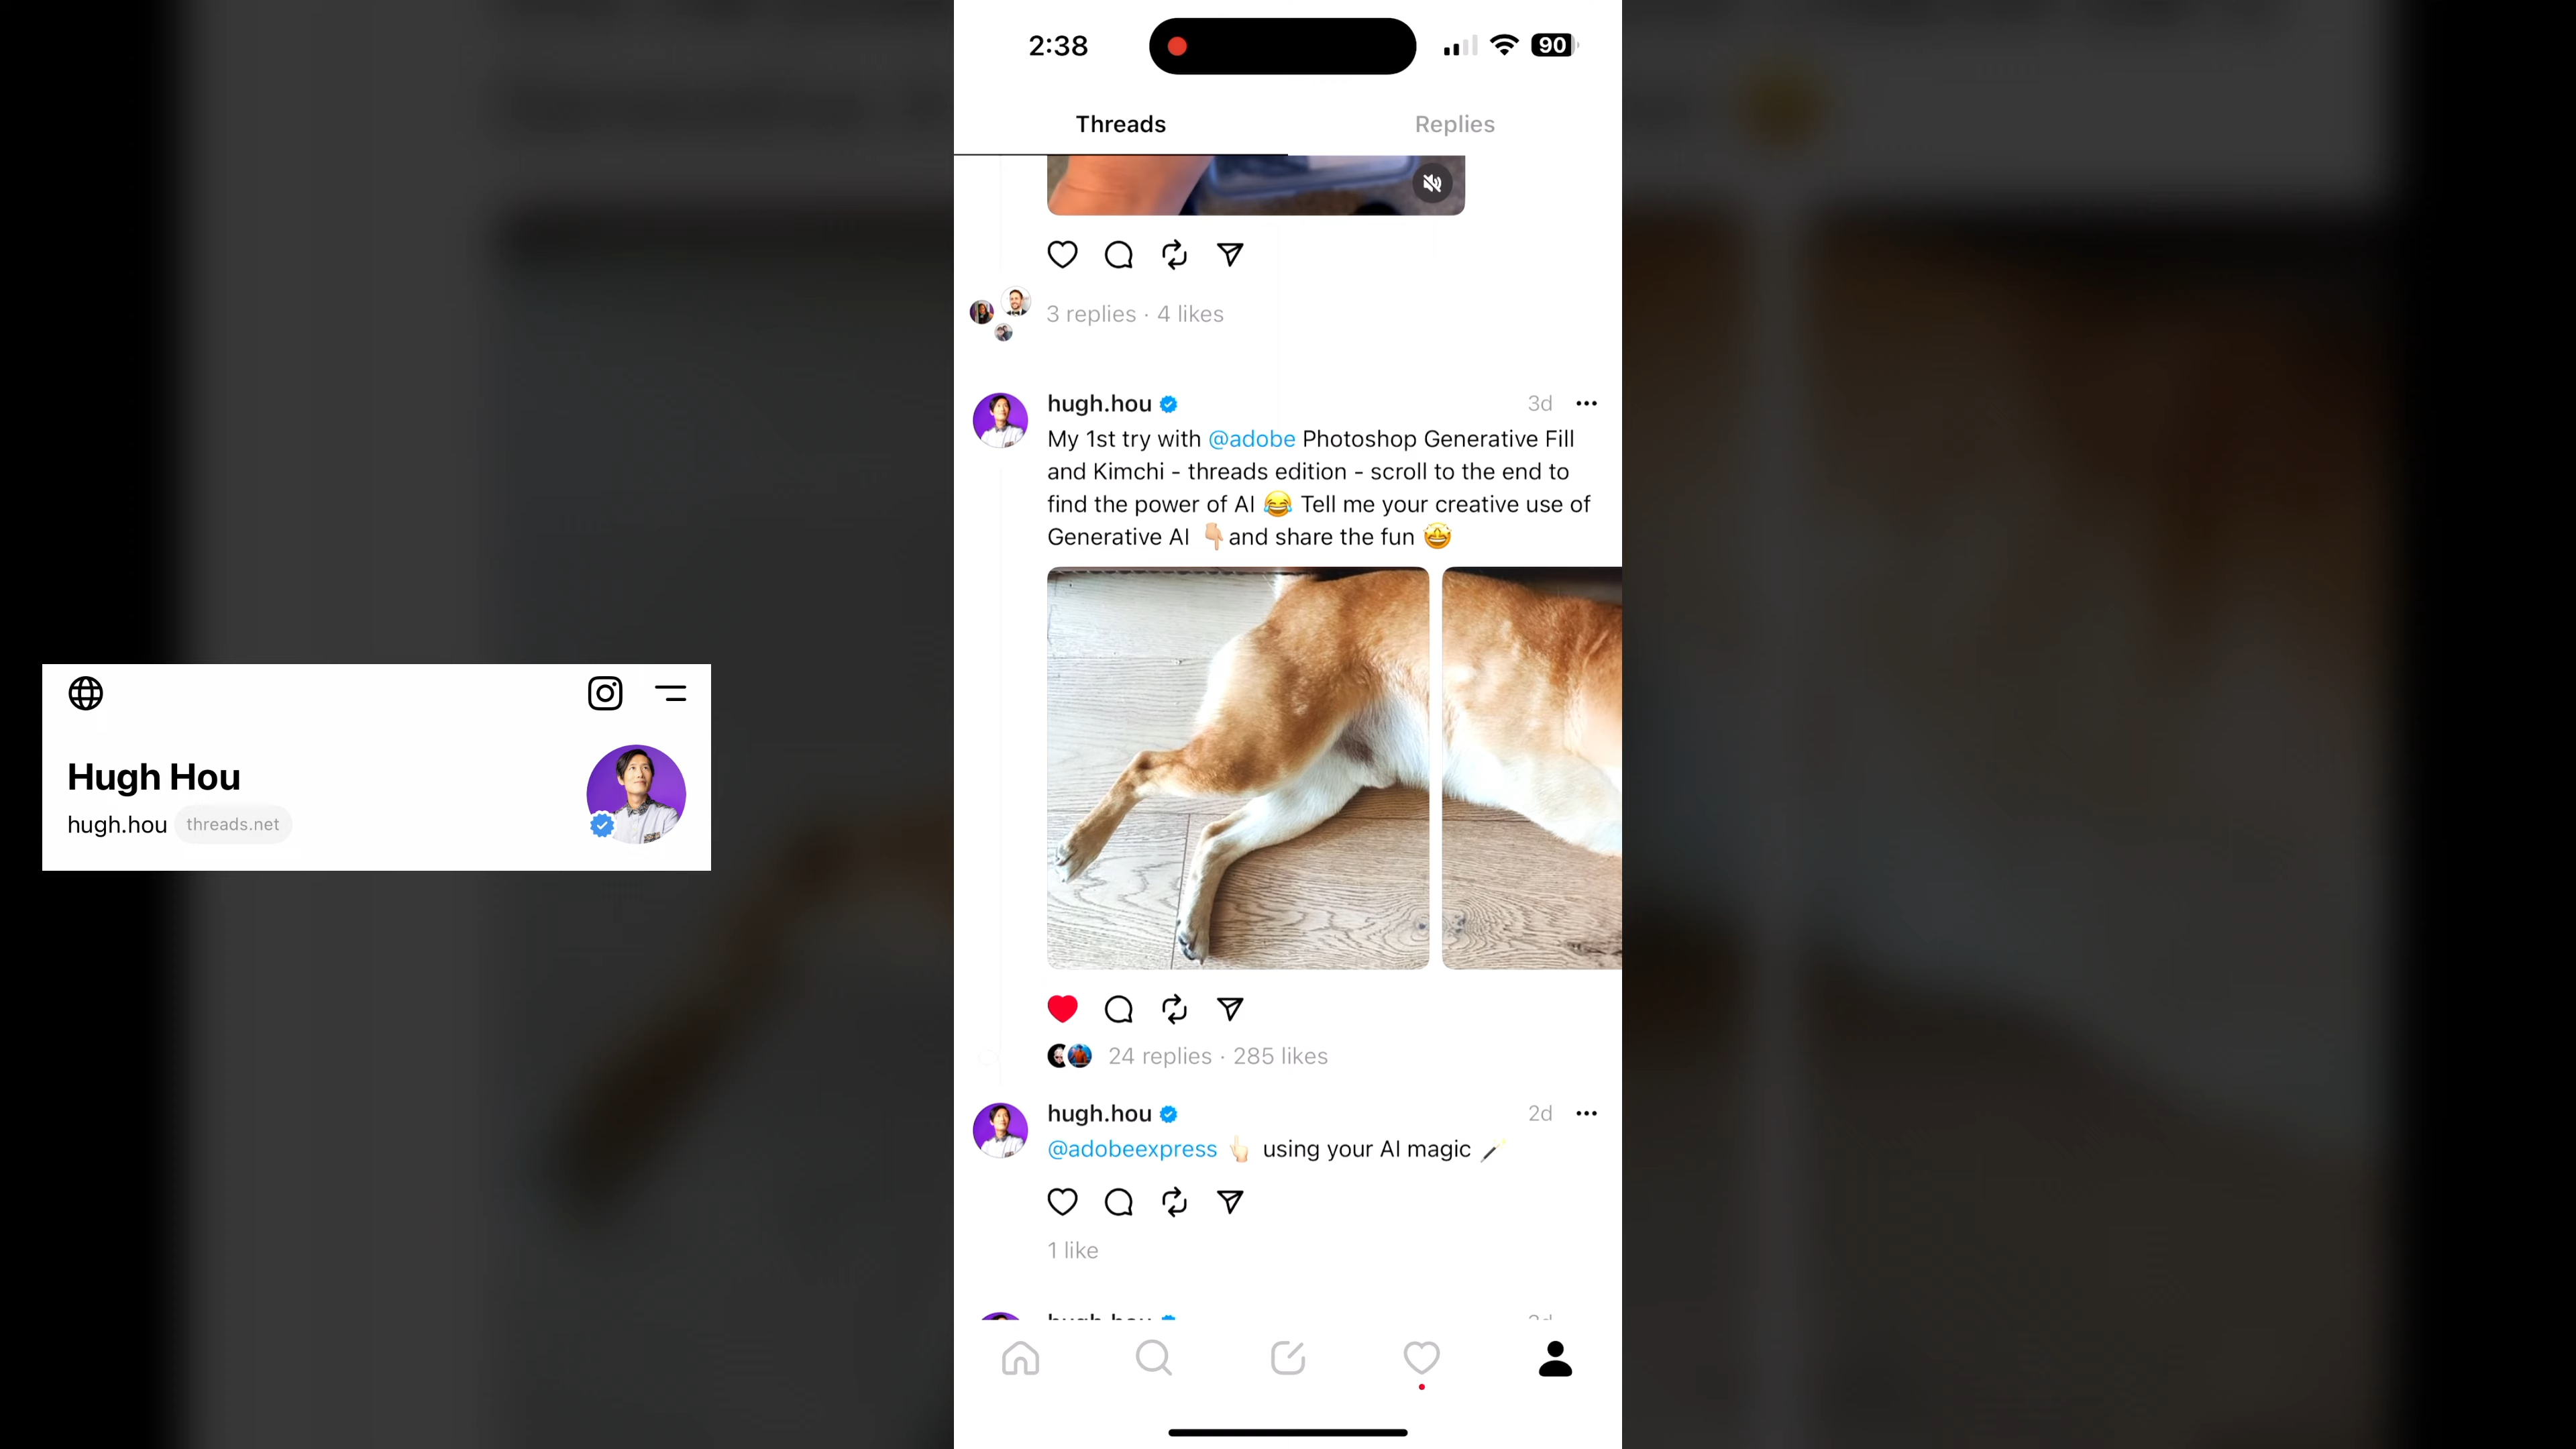 2:38
90
Threads
Replies
3 replies · 4 likes
hugh.hou
3d
My 1st try with @adobe Photoshop Generative Fill
and Kimchi - threads edition - scroll to the end to
find the power of AI 😂 Tell me your creative use of
Generative AI 👇🏻and share the fun 🤩
24 replies · 285 likes
hugh.hou
2d
@adobeexpress 👆🏻 using your AI magic 🪄
1 like
Hugh Hou
hugh.hou threads.net